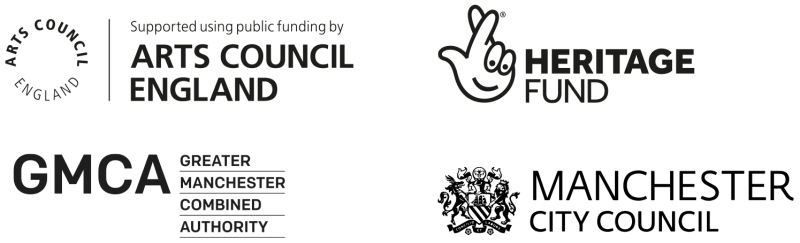 ARTS COUNCIL
ENGLAND
Supported using public funding by
ARTS COUNCIL
ENGLAND
®
HERITAGE
FUND
GMCA
GREATER
MANCHESTER
COMBINED
AUTHORITY
MANCHESTER
CITY COUNCIL